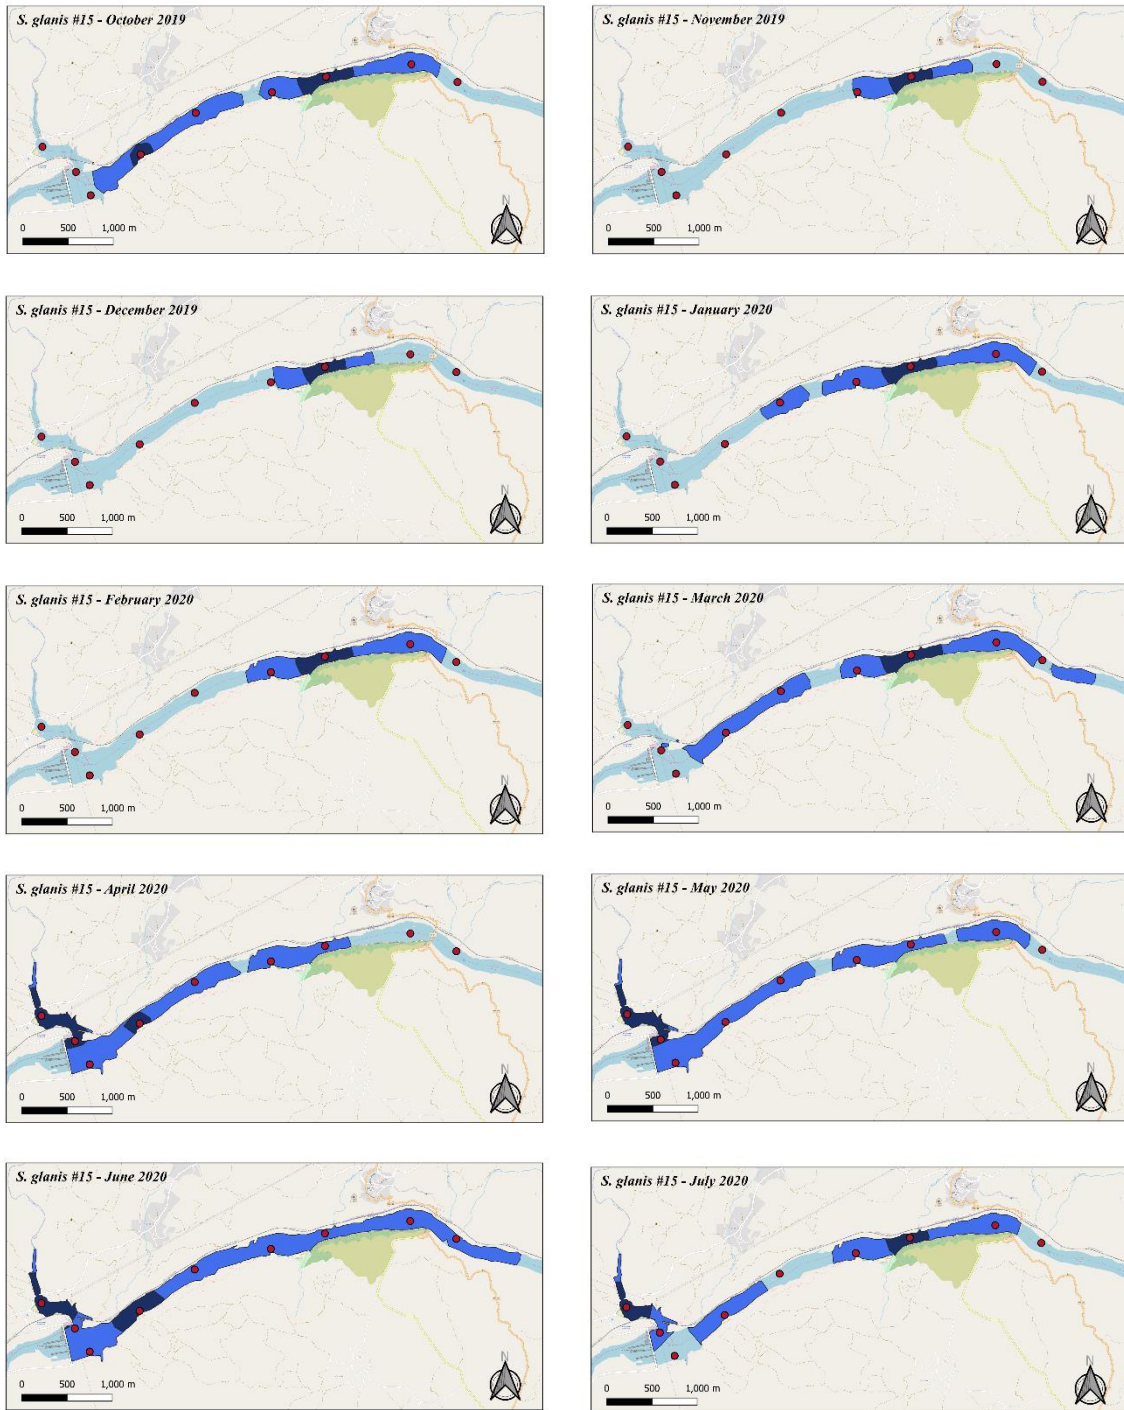 S. glanis #15 - October 2019
N
0 500 1,000 m
S. glanis #15 - November 2019
N
0 500 1,000 m
S. glanis #15 - December 2019
N
0 500 1,000 m
S. glanis #15 - January 2020
N
0 500 1,000 m
S. glanis #15 - February 2020
N
0 500 1,000 m
S. glanis #15 - March 2020
N
0 500 1,000 m
S. glanis #15 - April 2020
N
0 500 1,000 m
S. glanis #15 - May 2020
N
0 500 1,000 m
S. glanis #15 - June 2020
N
0 500 1,000 m
S. glanis #15 - July 2020
N
0 500 1,000 m